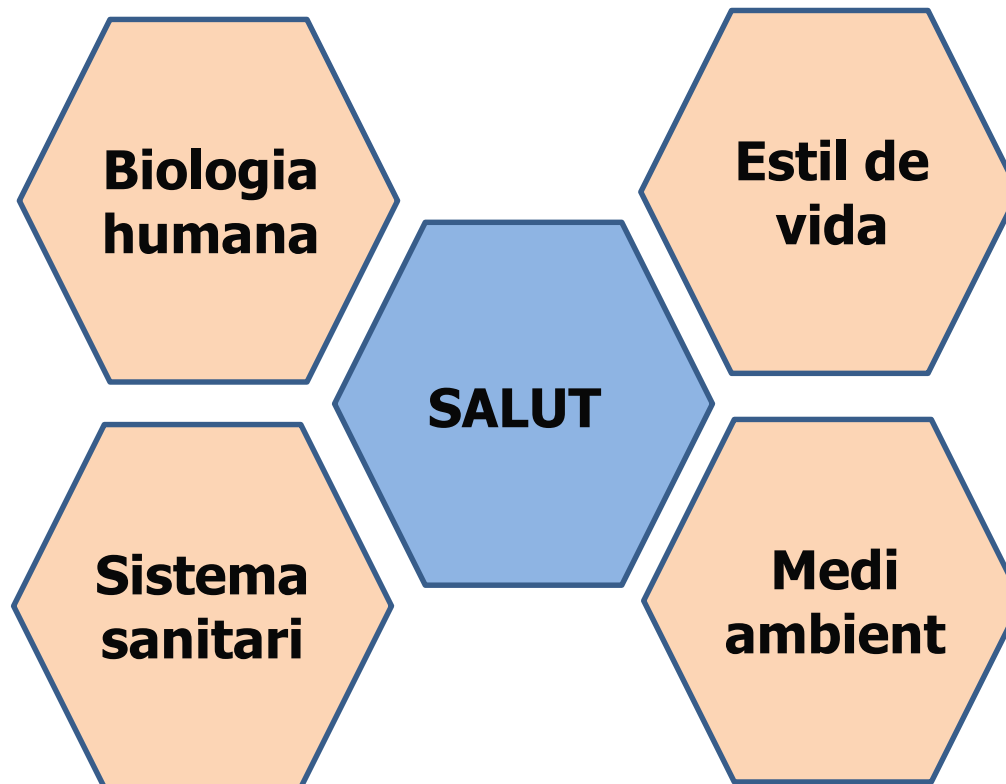 Biologia
humana
Estil de
vida
SALUT
Sistema
sanitari
Medi
ambient